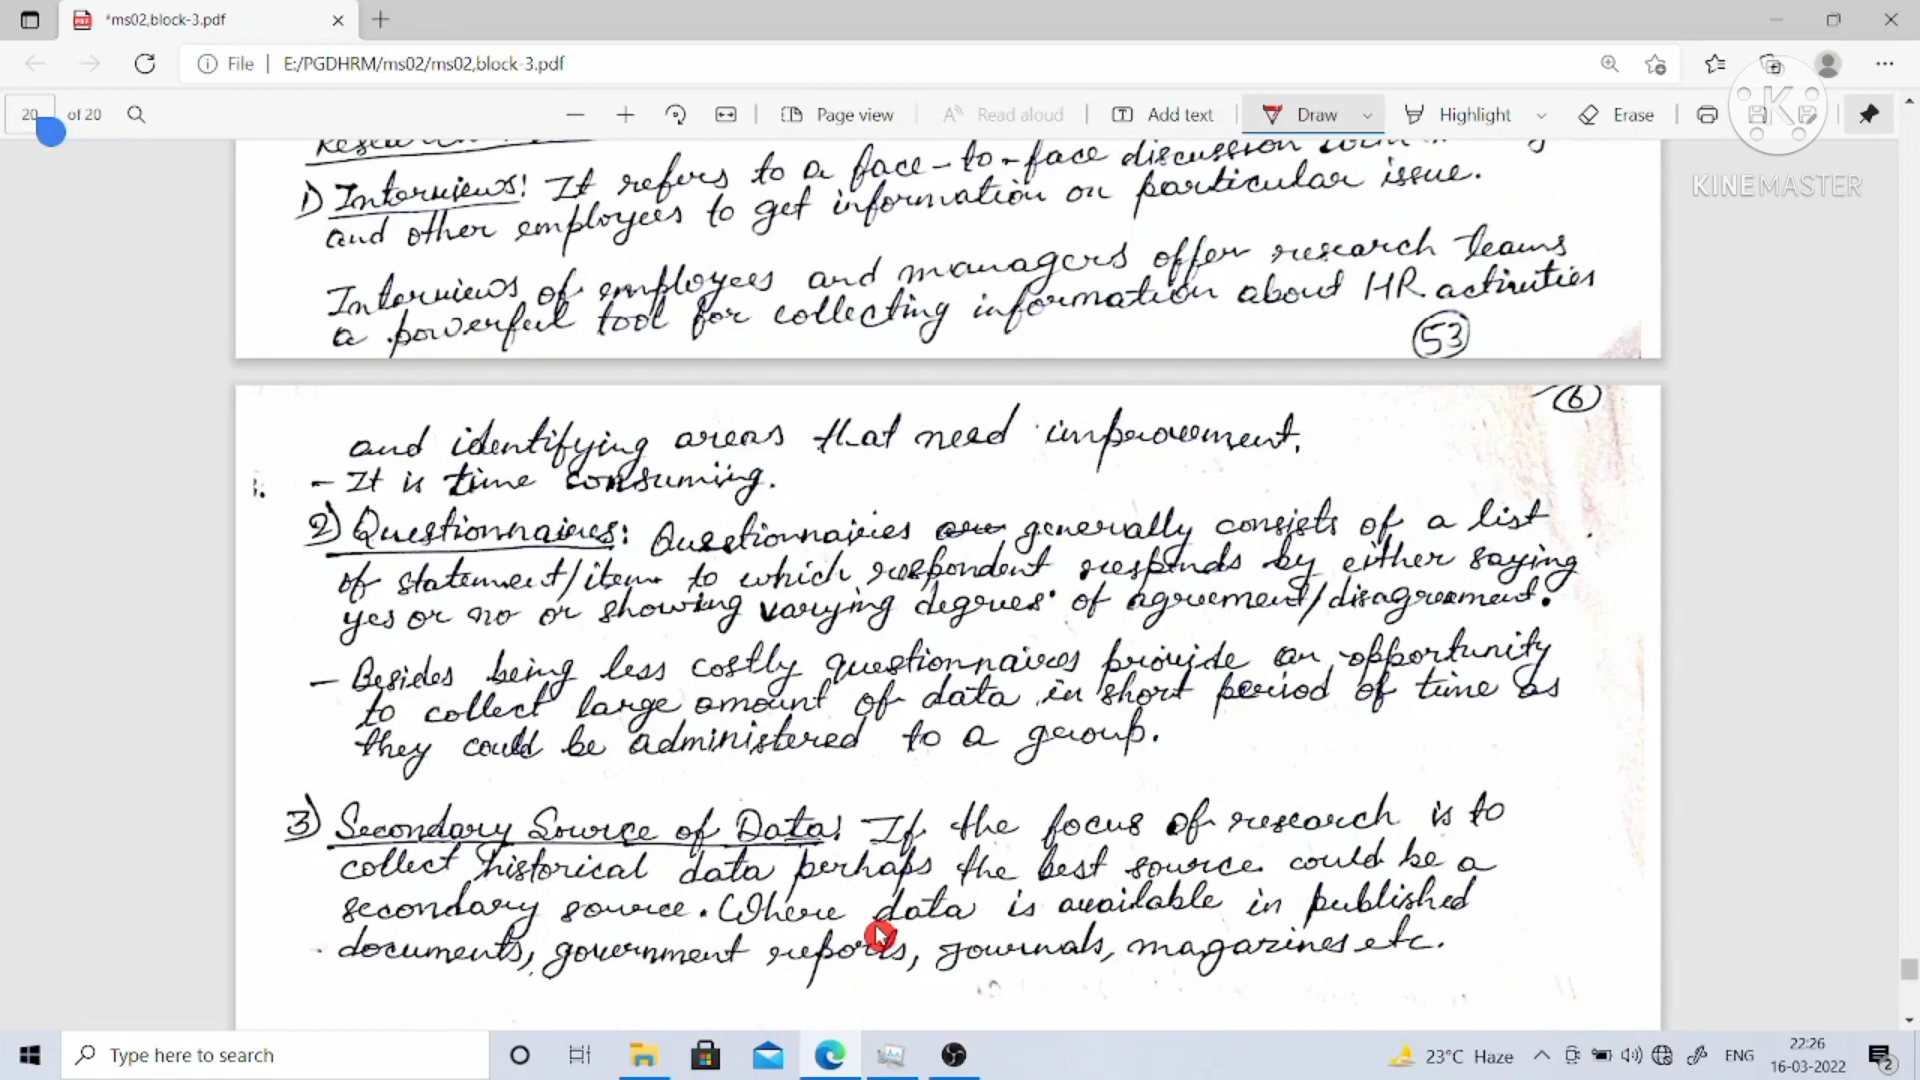 *ms02,block-3.pdf
File E:/PGDHRM/ms02/ms02,block-3.pdf
20 of 20 Page view Read aloud Add text Draw Highlight Erase
KINEMASTER
1) Interviews: It refers to a face-to-face discussion
and other employees to get information on particular issue.
Interviews of employees and managers offer research teams
a powerful tool for collecting information about HR activities
53
6
and identifying areas that need improvement.
- It is time consuming.
2) Questionnaires: Questionnairies generally consists of a list
of statement/item to which respondent responds by either saying
yes or no or showing varying degrees of agreement/disagreement.
- Besides being less costly questionnaires provide an opportunity
to collect large amount of data in short period of time as
they could be administered to a group.
3) Secondary Source of Data: If the focus of research is to
collect historical data perhaps the best source could be a
secondary source. Where data is available in published
documents, government reports, journals, magazines etc.
Type here to search 23°C Haze ENG 22:26
16-03-2022 2